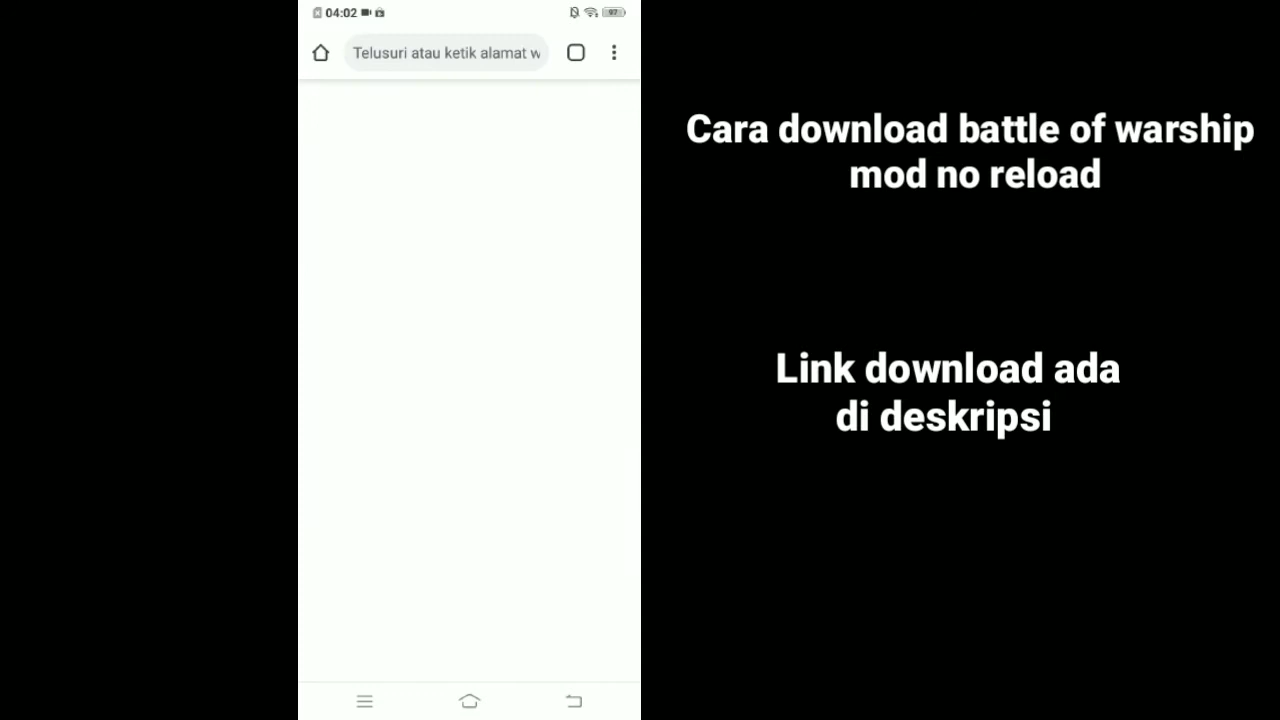 04:02
97
Telusuri atau ketik alamat w
Cara download battle of warship
mod no reload
Link download ada
di deskripsi